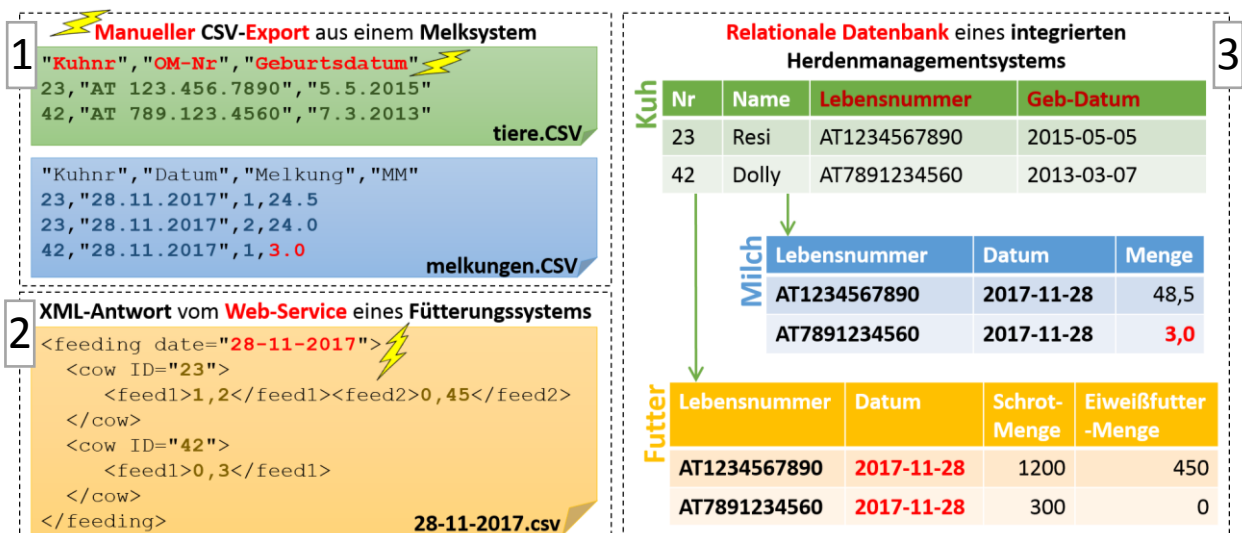 1
Manueller CSV-Export aus einem Melksystem
"Kuhnr","OM-Nr","Geburtsdatum"
23,"AT 123.456.7890","5.5.2015"
42,"AT 789.123.4560","7.3.2013"
tiere.CSV
"Kuhnr","Datum","Melkung","MM"
23,"28.11.2017",1,24.5
23,"28.11.2017",2,24.0
42,"28.11.2017",1,3.0
melkungen.CSV
2
XML-Antwort vom Web-Service eines Fütterungssystems
<feeding date="28-11-2017">
<cow ID="23">
<feed1>1,2</feed1><feed2>0,45</feed2>
</cow>
<cow ID="42">
<feed1>0,3</feed1>
</cow>
</feeding>
28-11-2017.csv
3
Relationale Datenbank eines integrierten
Herdenmanagementsystems
Kuh
Nr Name Lebensnummer Geb-Datum
23 Resi AT1234567890 2015-05-05
42 Dolly AT7891234560 2013-03-07
Milch
Lebensnummer Datum Menge
AT1234567890 2017-11-28 48,5
AT7891234560 2017-11-28 3,0
Futter
Lebensnummer Datum Schrot- Eiweißfutter
Menge -Menge
AT1234567890 2017-11-28 1200 450
AT7891234560 2017-11-28 300 0